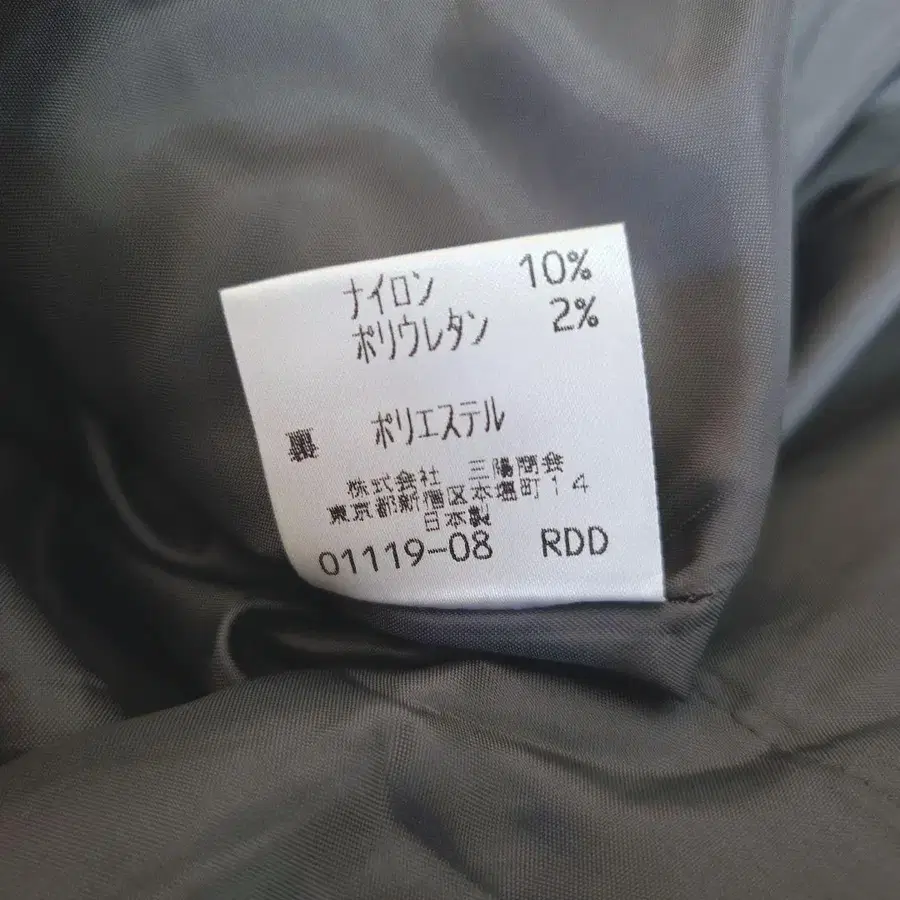 ナイロン 10%
ポリウレタン 2%
裏 ポリエステル
株式会社 三陽商会
東京都新宿区本塩町14
日本製
01119-08 RDD